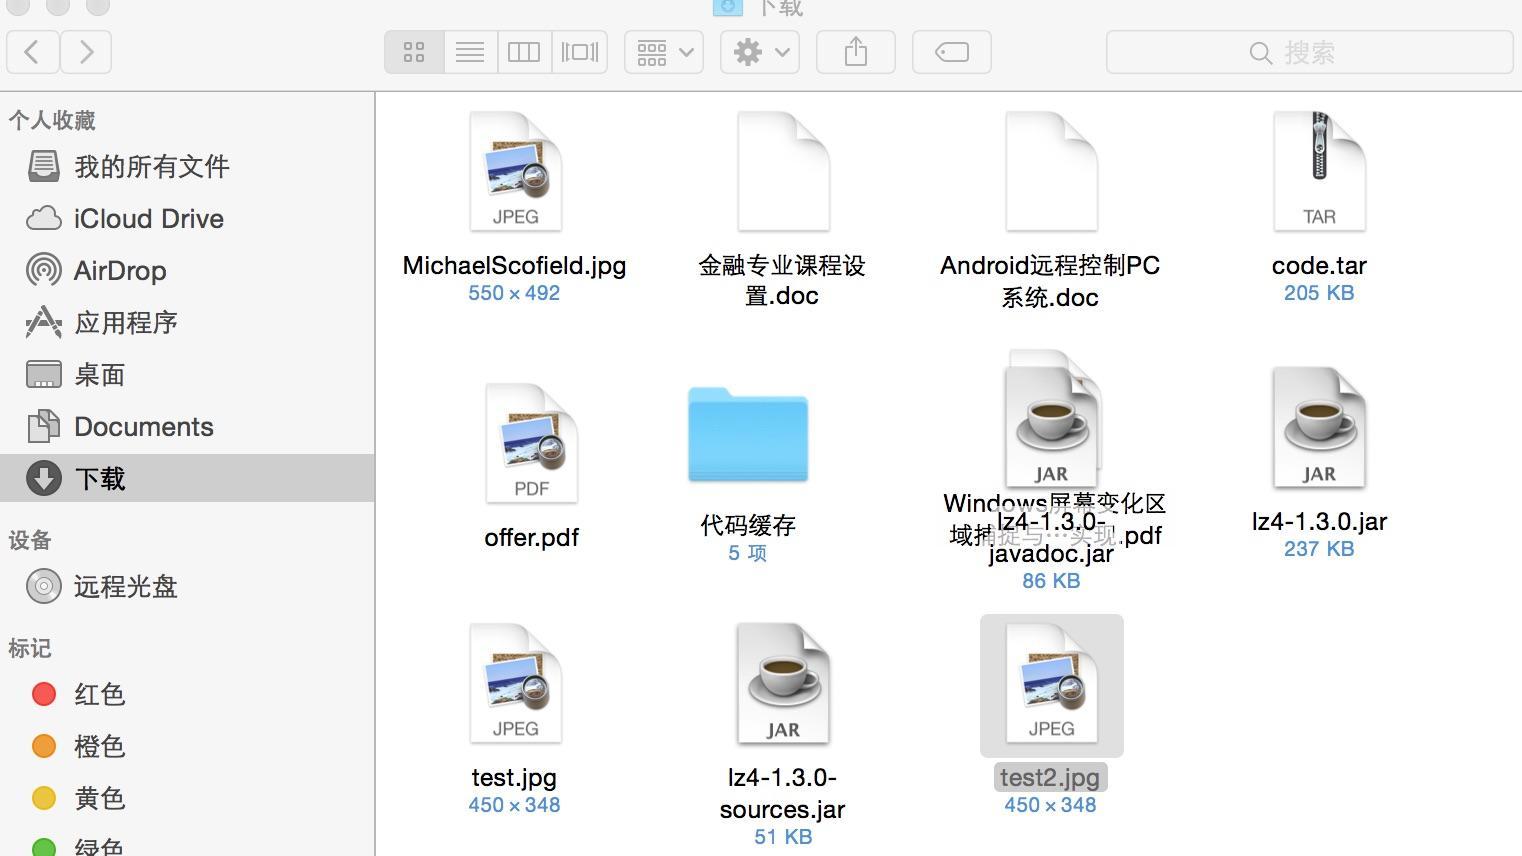 下载
搜索
个人收藏
我的所有文件
iCloud Drive
AirDrop
应用程序
桌面
Documents
下载
设备
远程光盘
标记
红色
橙色
黄色
绿色
JPEG
MichaelScofield.jpg
550 × 492
金融专业课程设
置.doc
Android远程控制PC
系统.doc
TAR
code.tar
205 KB
PDF
offer.pdf
代码缓存
5 项
Windows屏幕变化区
域捕捉与…实现.pdf
JAR
lz4-1.3.0-
javadoc.jar
86 KB
JAR
lz4-1.3.0.jar
237 KB
JPEG
test.jpg
450 × 348
JAR
lz4-1.3.0-
sources.jar
51 KB
JPEG
test2.jpg
450 × 348